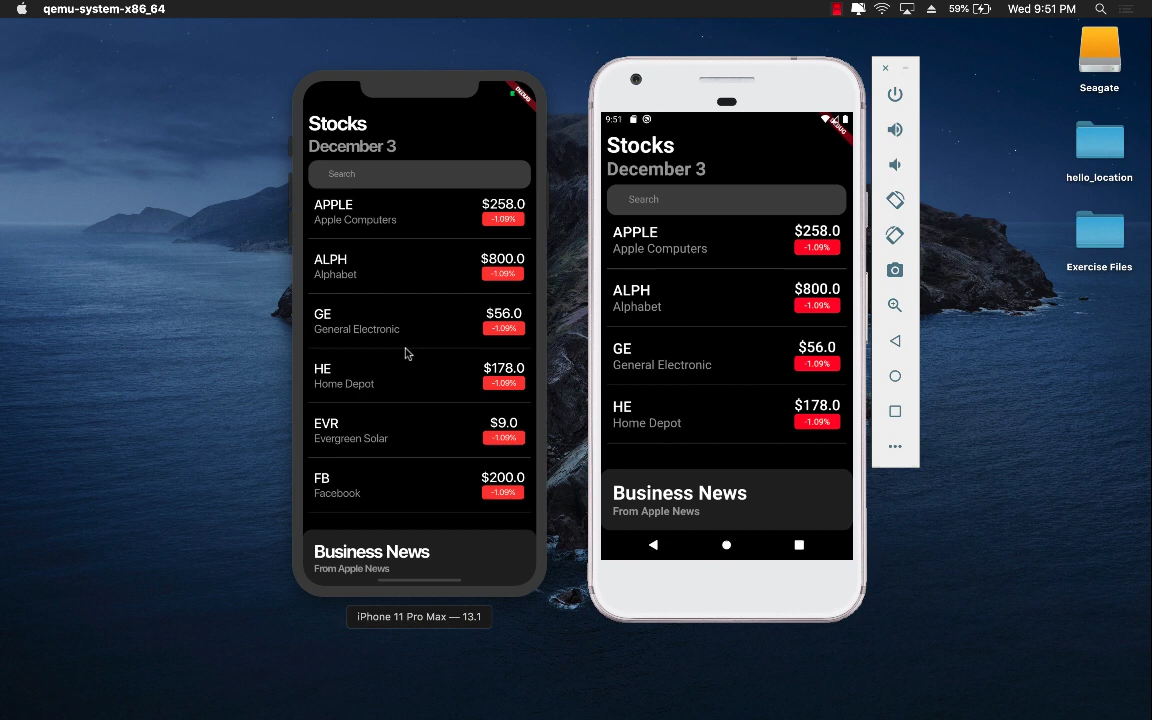 qemu-system-x86_64
59%
Wed 9:51 PM
Seagate
hello_location
Exercise Files
DEBUG
Stocks
December 3
Search
APPLE
$258.0
Apple Computers
-1.09%
ALPH
$800.0
Alphabet
-1.09%
GE
$56.0
General Electronic
-1.09%
HE
$178.0
Home Depot
-1.09%
EVR
$9.0
Evergreen Solar
-1.09%
FB
$200.0
Facebook
-1.09%
Business News
From Apple News
iPhone 11 Pro Max — 13.1
9:51
DEBUG
Stocks
December 3
Search
APPLE
$258.0
Apple Computers
-1.09%
ALPH
$800.0
Alphabet
-1.09%
GE
$56.0
General Electronic
-1.09%
HE
$178.0
Home Depot
-1.09%
Business News
From Apple News